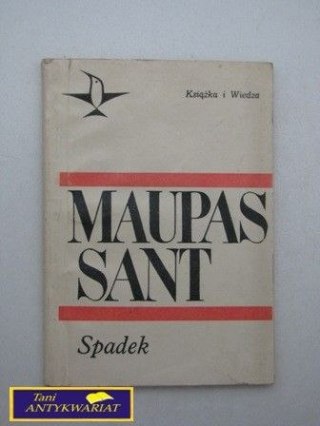 Książka i Wiedza
MAUPAS
SANT
Spadek
Tani
ANTYKWARIAT